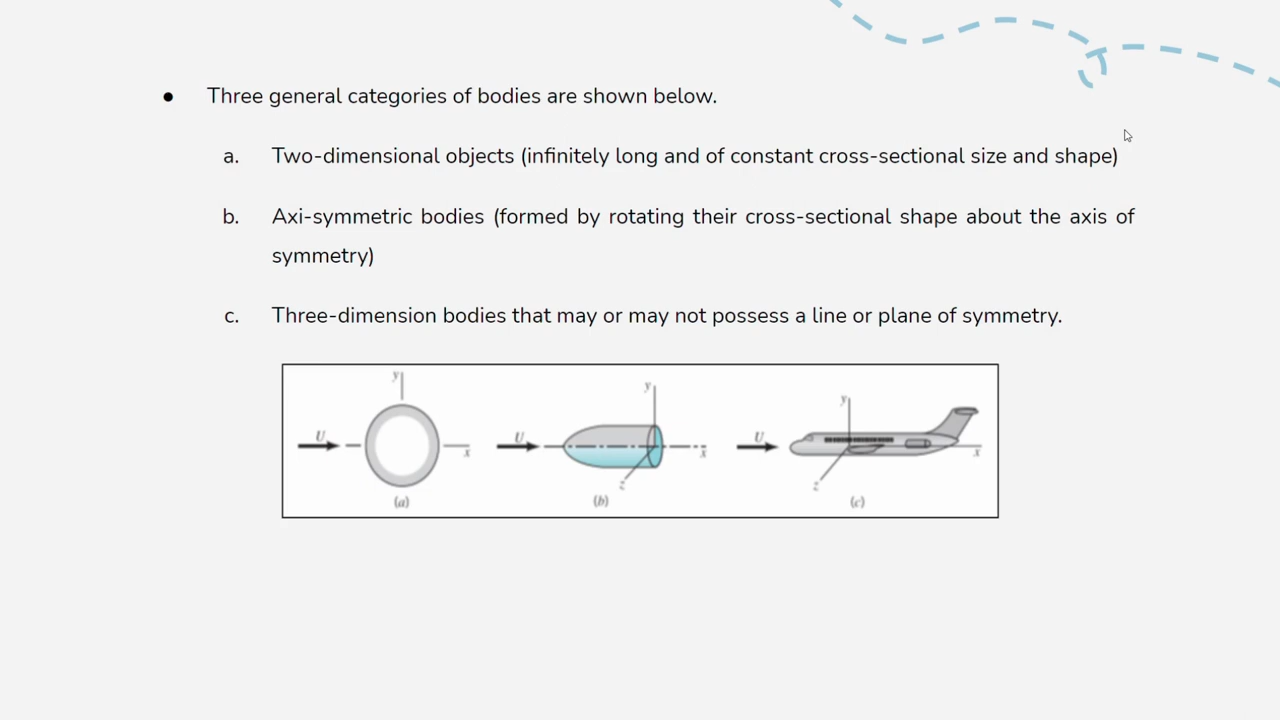 ● Three general categories of bodies are shown below.
a. Two-dimensional objects (infinitely long and of constant cross-sectional size and shape)
b. Axi-symmetric bodies (formed by rotating their cross-sectional shape about the axis of
symmetry)
c. Three-dimension bodies that may or may not possess a line or plane of symmetry.
y y y
U U U
x x x
z z
(a) (b) (c)